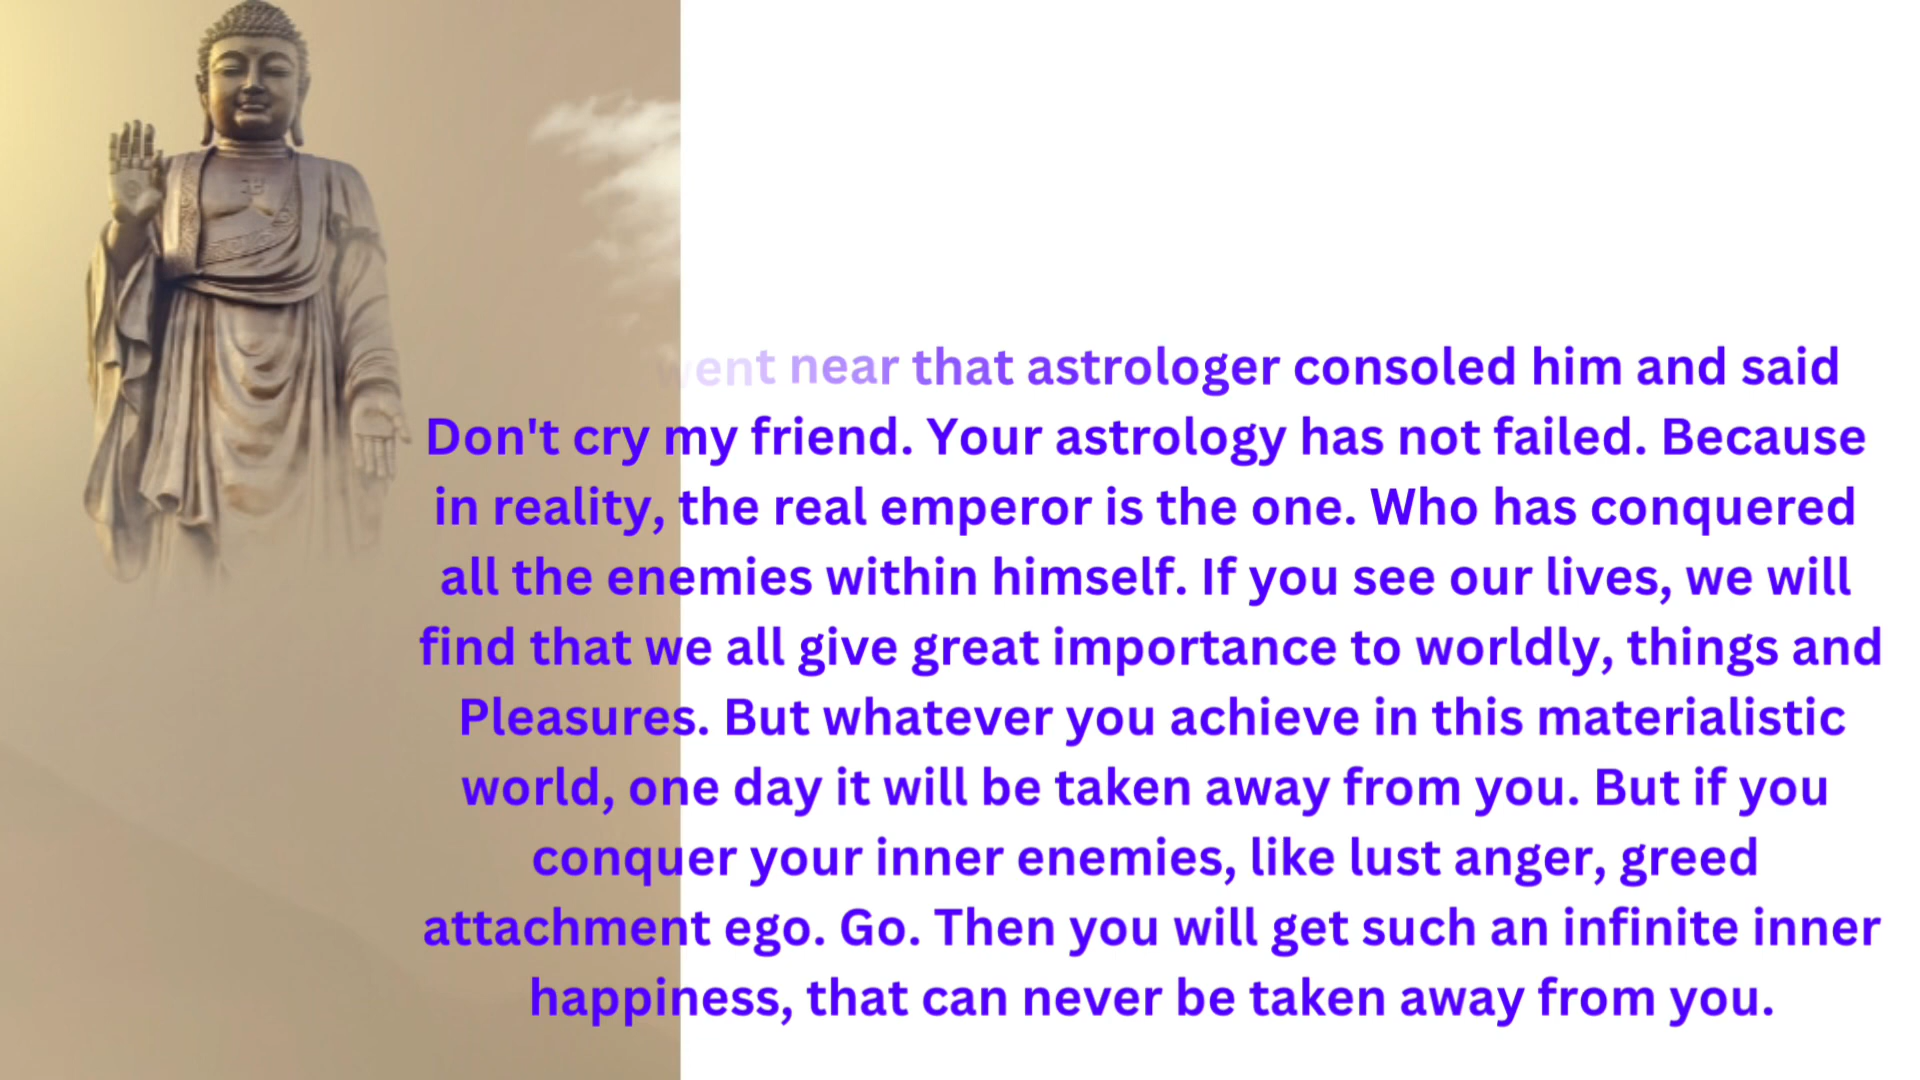 went near that astrologer consoled him and said
Don't cry my friend. Your astrology has not failed. Because
in reality, the real emperor is the one. Who has conquered
all the enemies within himself. If you see our lives, we will
find that we all give great importance to worldly, things and
Pleasures. But whatever you achieve in this materialistic
world, one day it will be taken away from you. But if you
conquer your inner enemies, like lust anger, greed
attachment ego. Go. Then you will get such an infinite inner
happiness, that can never be taken away from you.